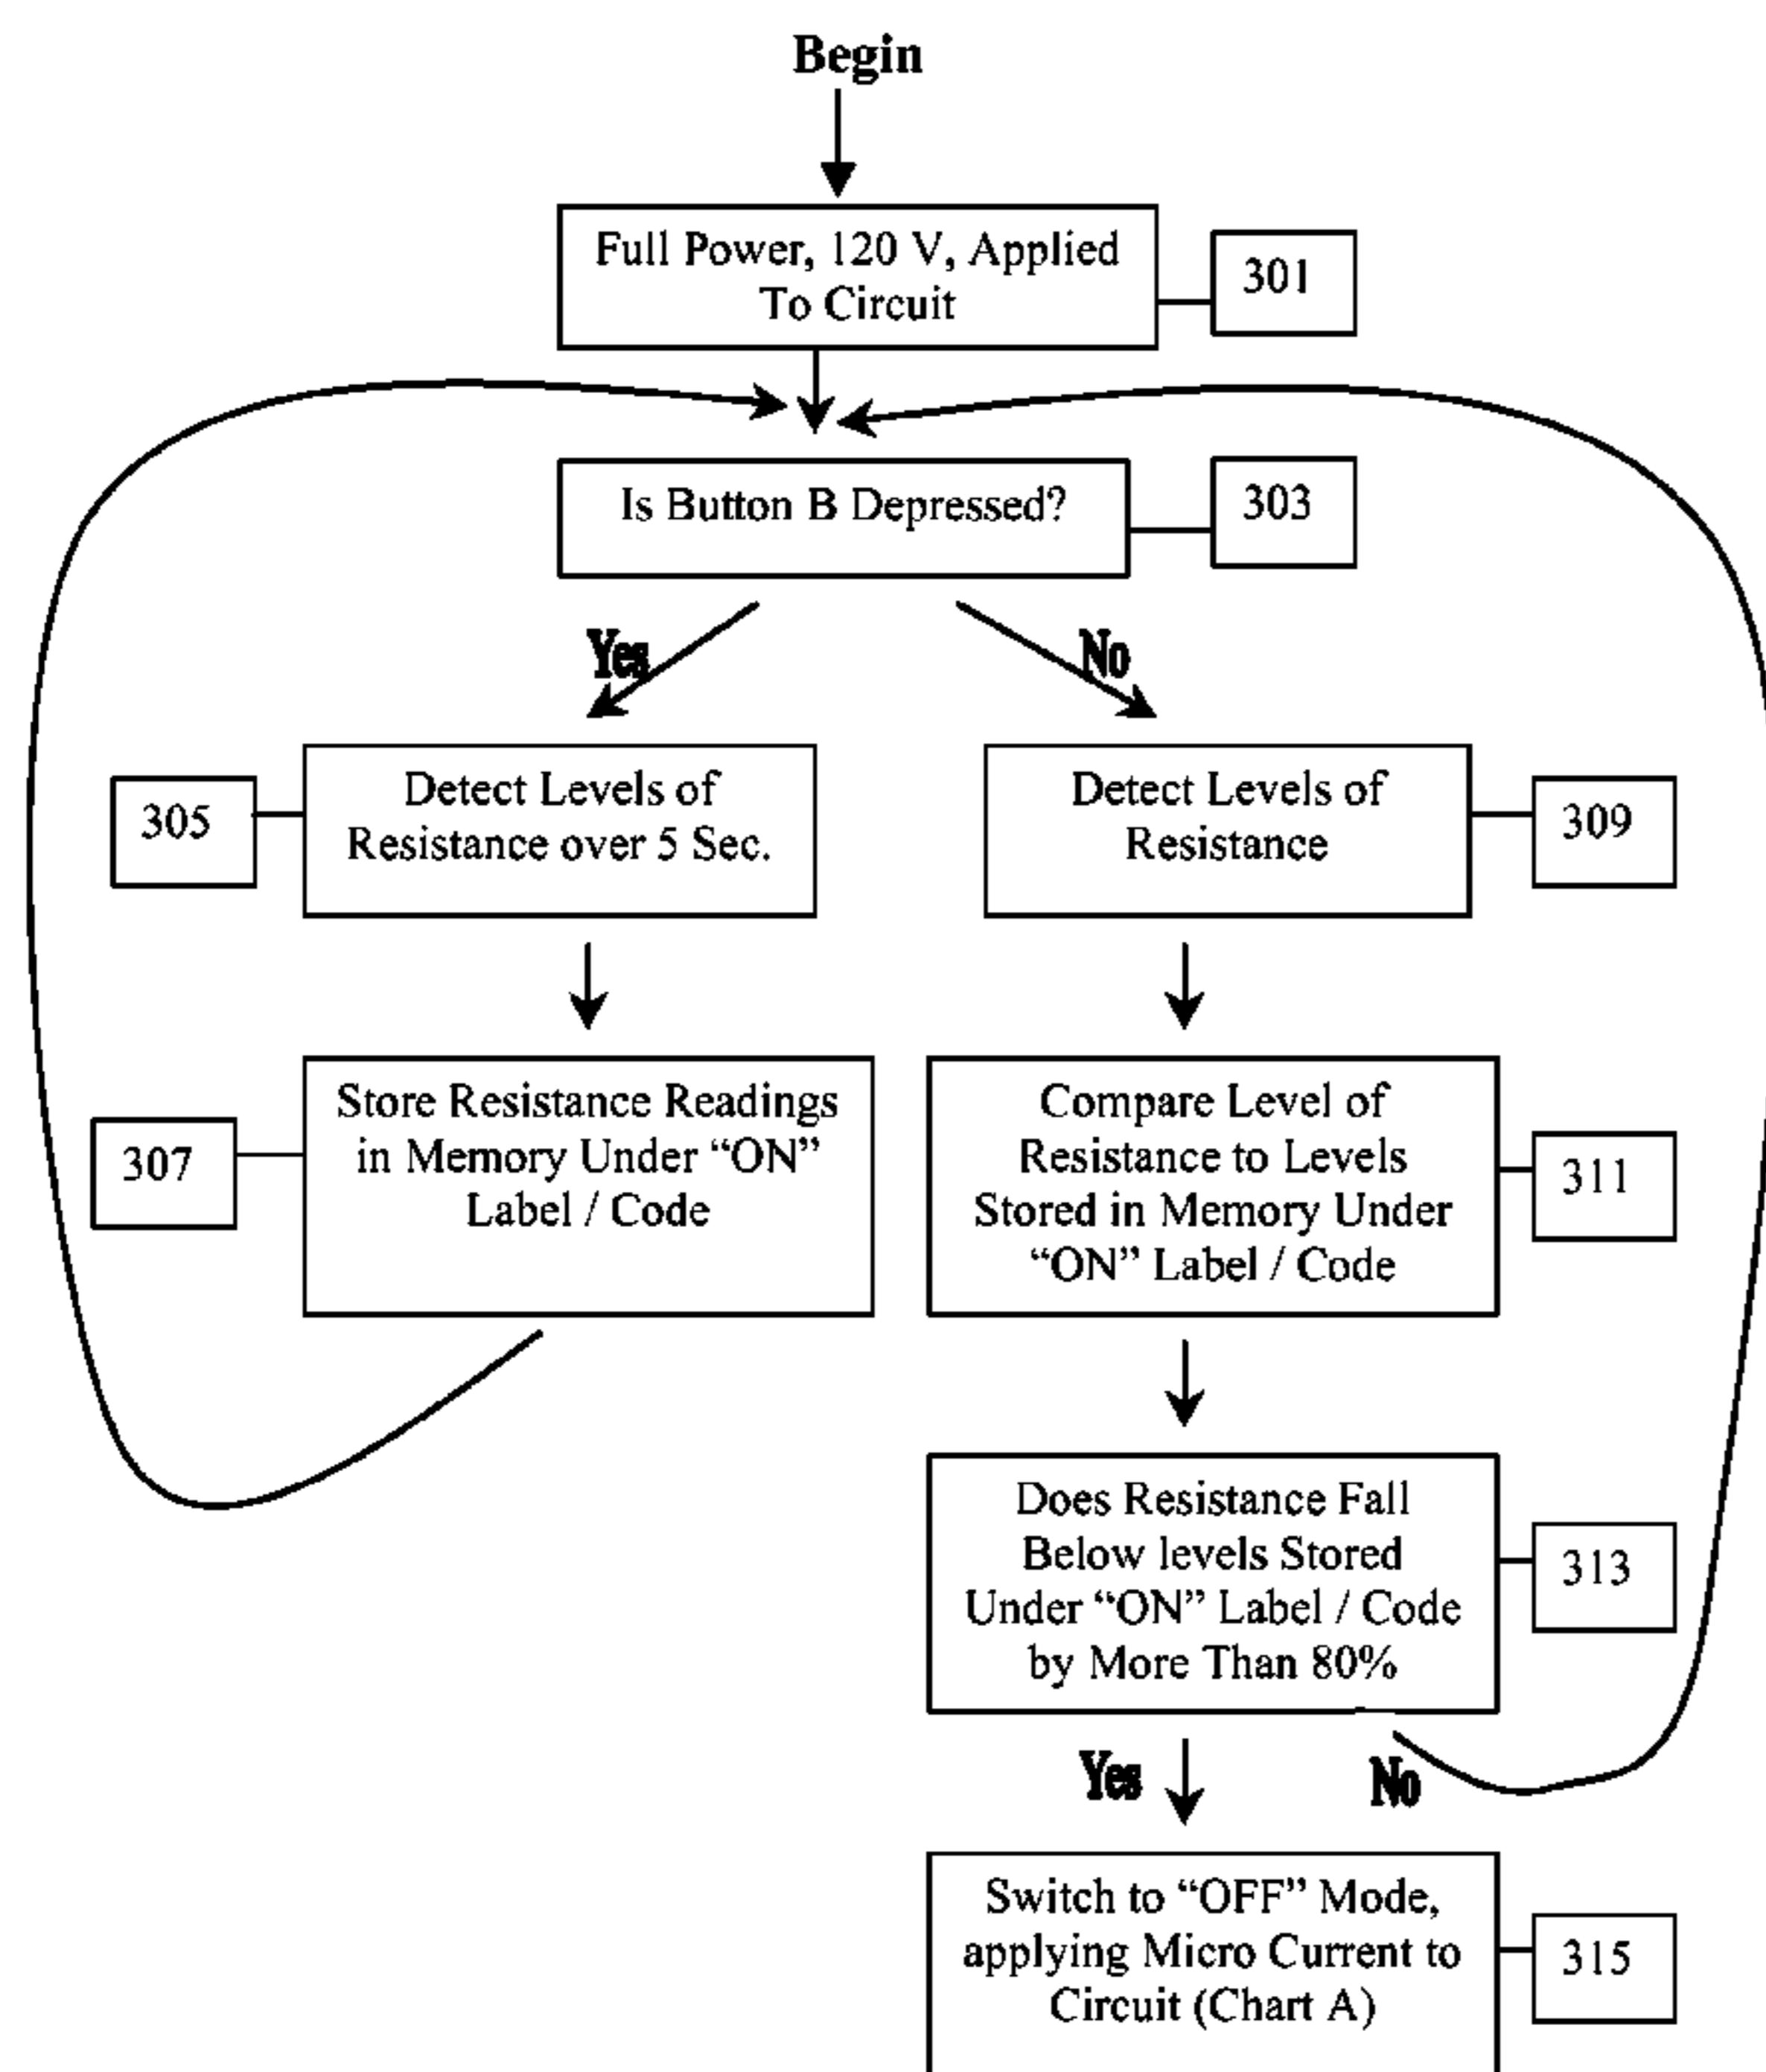 Begin
Full Power, 120 V, Applied
To Circuit
301
Is Button B Depressed?
303
Yes
No
305
Detect Levels of
Resistance over 5 Sec.
Detect Levels of
Resistance
309
307
Store Resistance Readings
in Memory Under “ON”
Label / Code
Compare Level of
Resistance to Levels
Stored in Memory Under
“ON” Label / Code
311
Does Resistance Fall
Below levels Stored
Under “ON” Label / Code
by More Than 80%
313
Yes
No
Switch to “OFF” Mode,
applying Micro Current to
Circuit (Chart A)
315